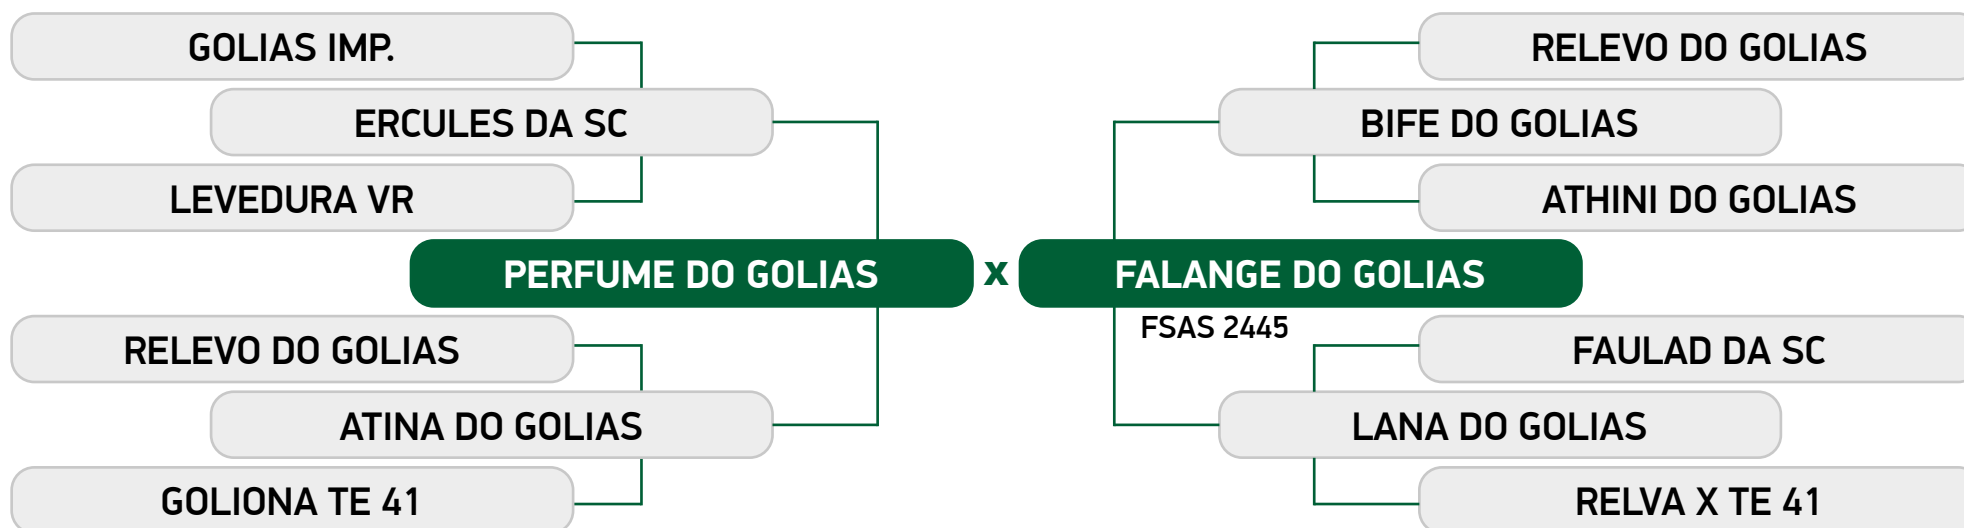 GOLIAS IMP.
ERCULES DA SC
LEVEDURA VR
PERFUME DO GOLIAS
RELEVO DO GOLIAS
ATINA DO GOLIAS
GOLIONA TE 41
x
RELEVO DO GOLIAS
BIFE DO GOLIAS
ATHINI DO GOLIAS
FALANGE DO GOLIAS
FSAS 2445
FAULAD DA SC
LANA DO GOLIAS
RELVA X TE 41